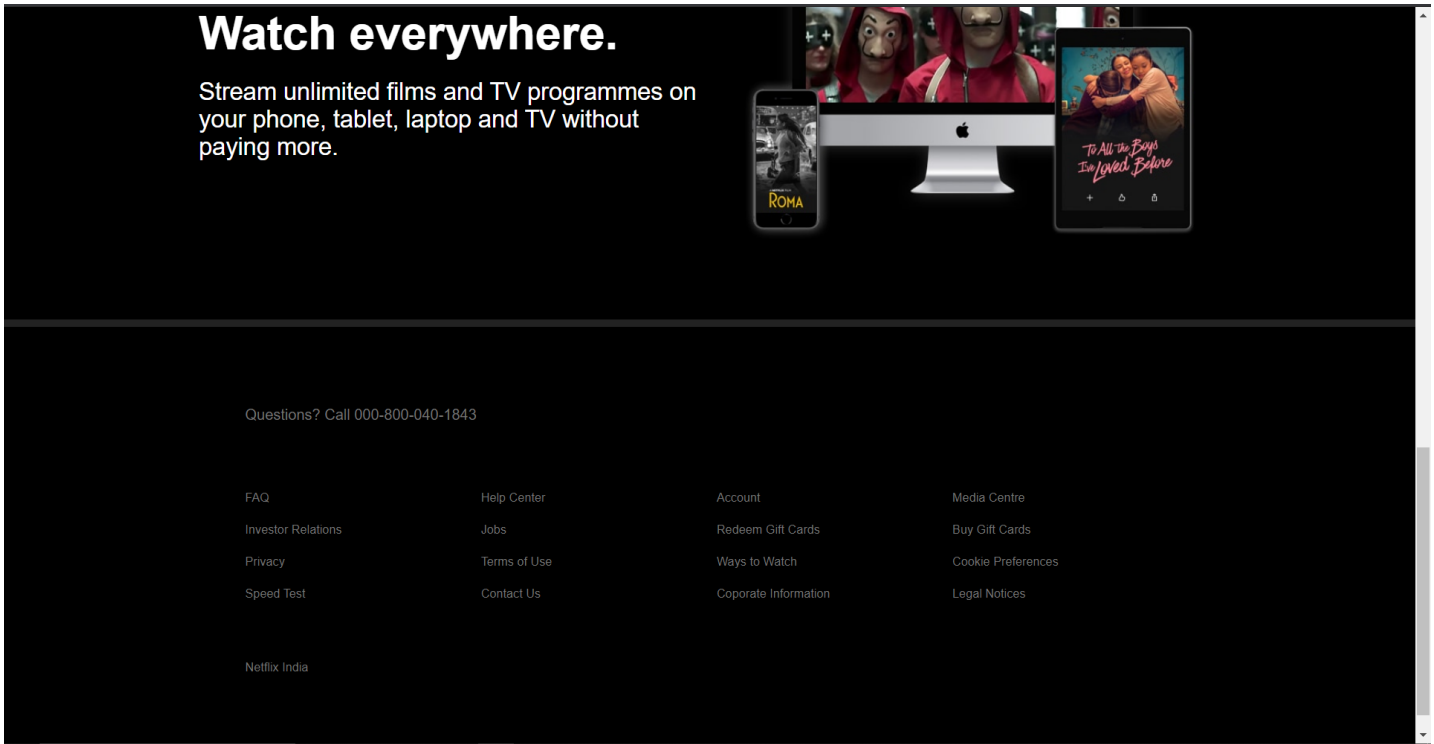 Watch everywhere.
Stream unlimited films and TV programmes on
your phone, tablet, laptop and TV without
paying more.
ROMA
To All the Boys
I've Loved Before
Questions? Call 000-800-040-1843
FAQ
Help Center
Account
Media Centre
Investor Relations
Jobs
Redeem Gift Cards
Buy Gift Cards
Privacy
Terms of Use
Ways to Watch
Cookie Preferences
Speed Test
Contact Us
Coporate Information
Legal Notices
Netflix India